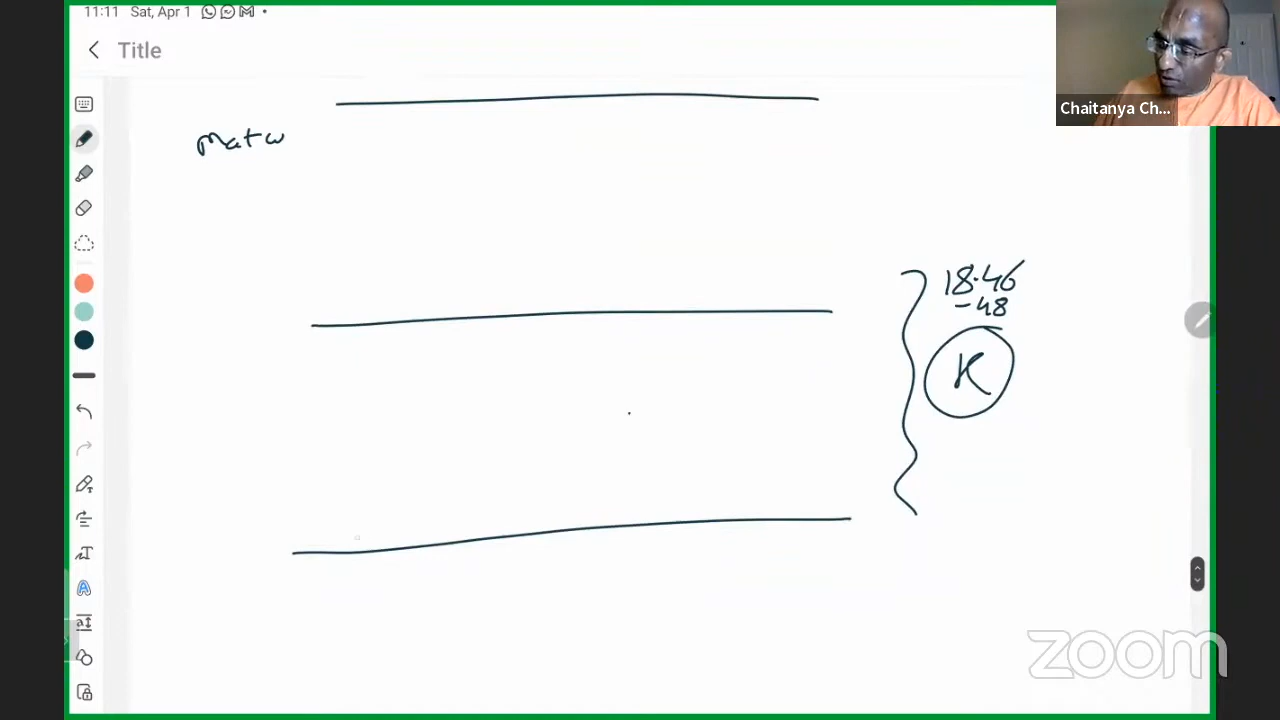 11:11 Sat, Apr 1
Title
Chaitanya Ch...
Matu
18.46
-48
K
zoom